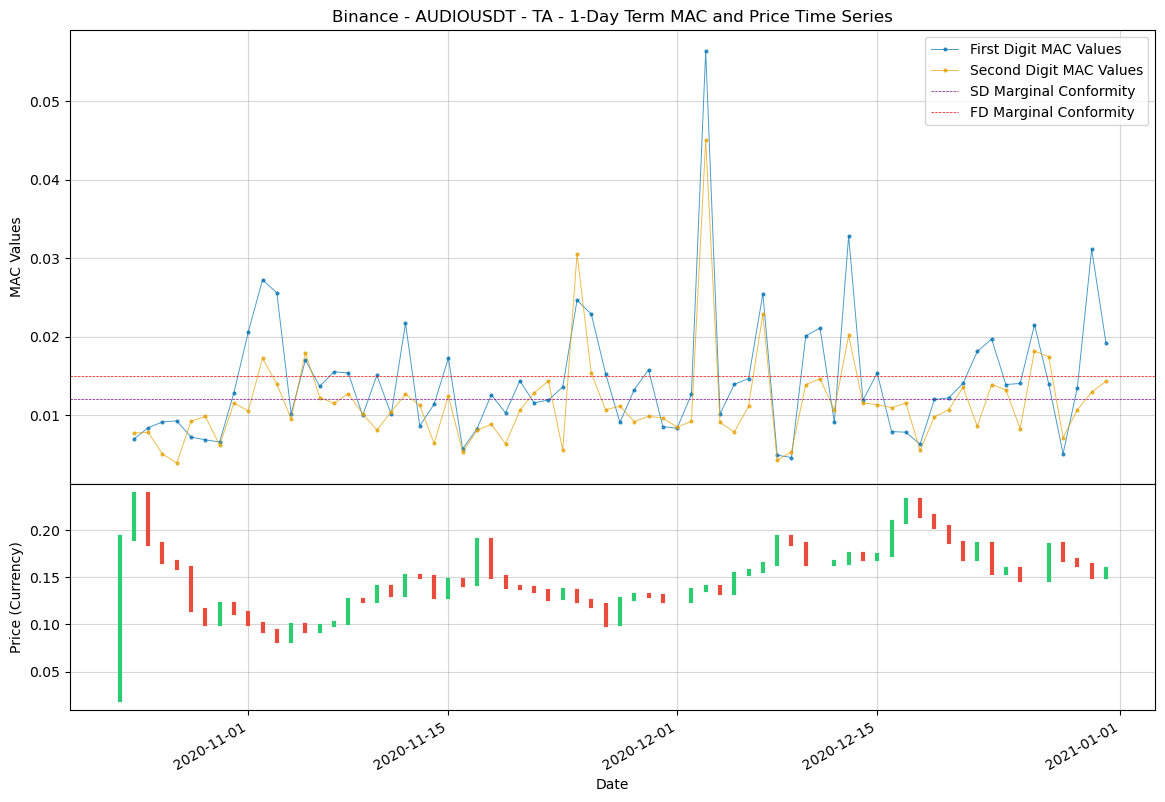 Binance - AUDIOUSDT - TA - 1-Day Term MAC and Price Time Series
First Digit MAC Values
Second Digit MAC Values
SD Marginal Conformity
FD Marginal Conformity
MAC Values
0.05
0.04
0.03
0.02
0.01
Price (Currency)
0.20
0.15
0.10
0.05
2020-11-01
2020-11-15
2020-12-01
2020-12-15
2021-01-01
Date